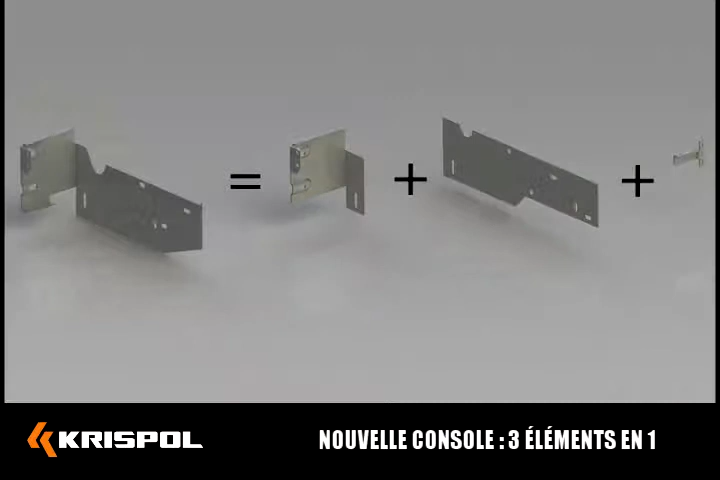 = + +
KRISPOL
NOUVELLE CONSOLE : 3 ÉLÉMENTS EN 1